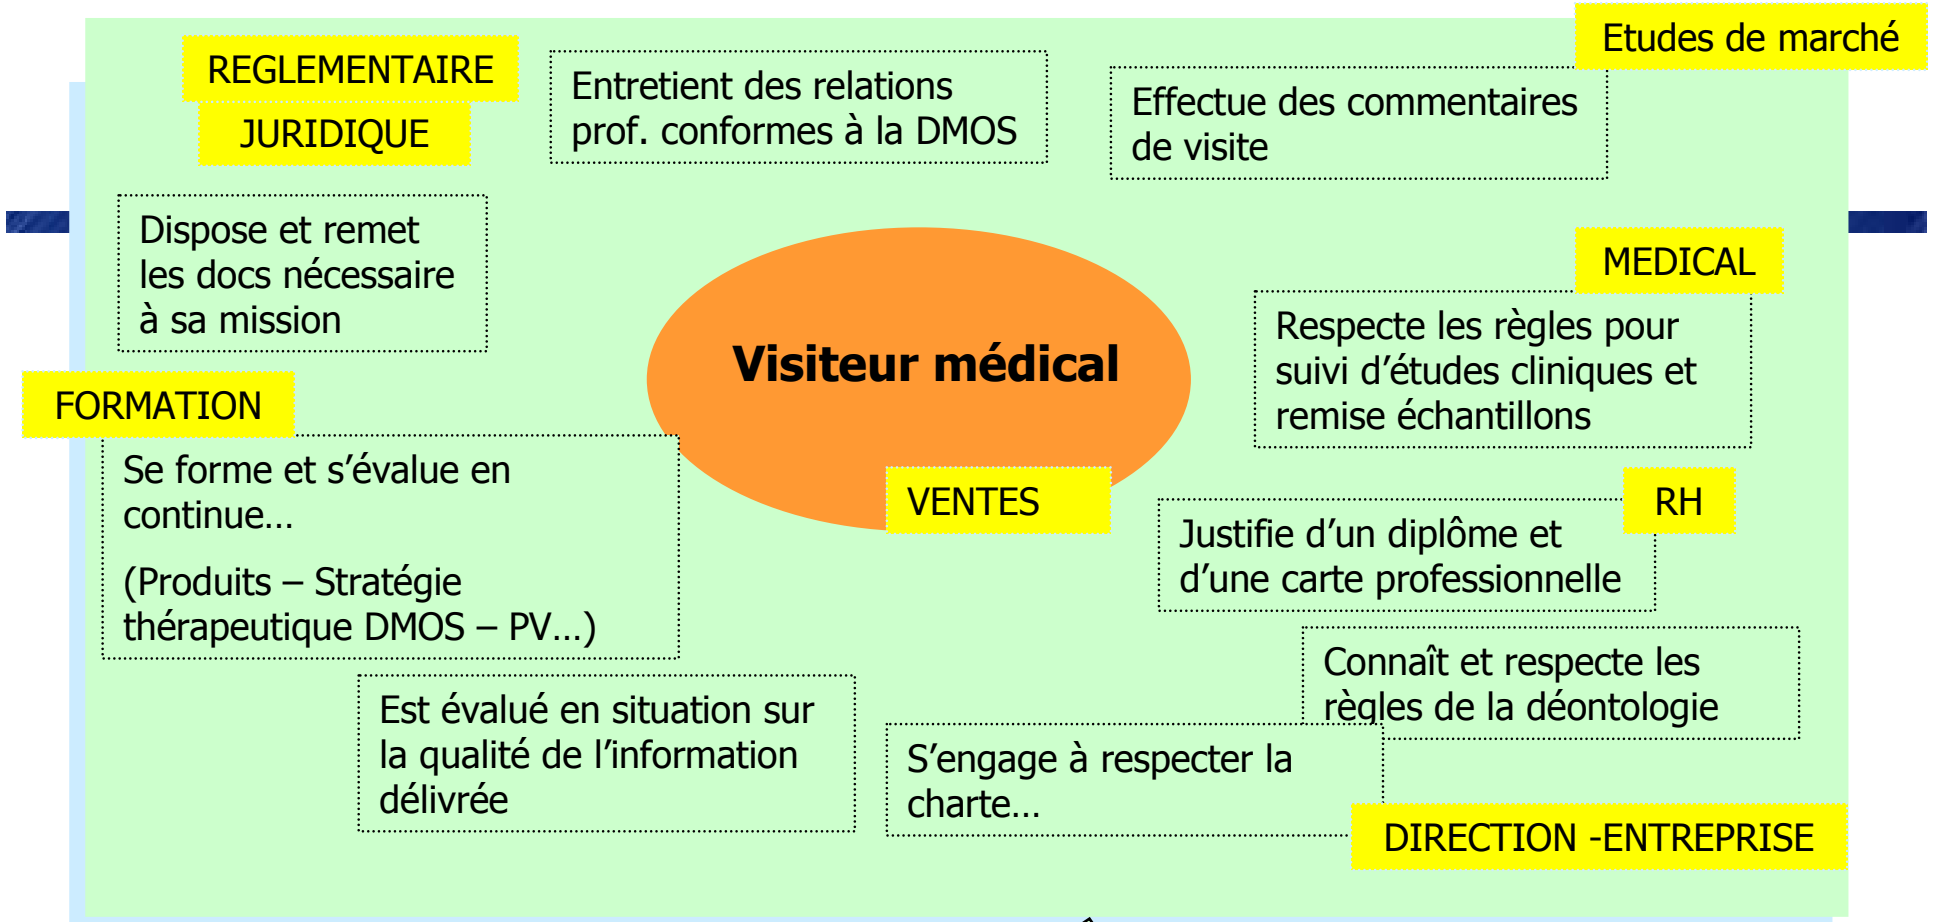 Etudes de marché
REGLEMENTAIRE
JURIDIQUE
Entretient des relations
prof. conformes à la DMOS
Effectue des commentaires
de visite
Dispose et remet
les docs nécessaire
à sa mission
Visiteur médical
MEDICAL
Respecte les règles pour
suivi d’études cliniques et
remise échantillons
FORMATION
Se forme et s’évalue en
continue…
(Produits – Stratégie
thérapeutique DMOS – PV…)
VENTES
RH
Justifie d’un diplôme et
d’une carte professionnelle
Connaît et respecte les
règles de la déontologie
Est évalué en situation sur
la qualité de l’information
délivrée
S’engage à respecter la
charte…
DIRECTION -ENTREPRISE